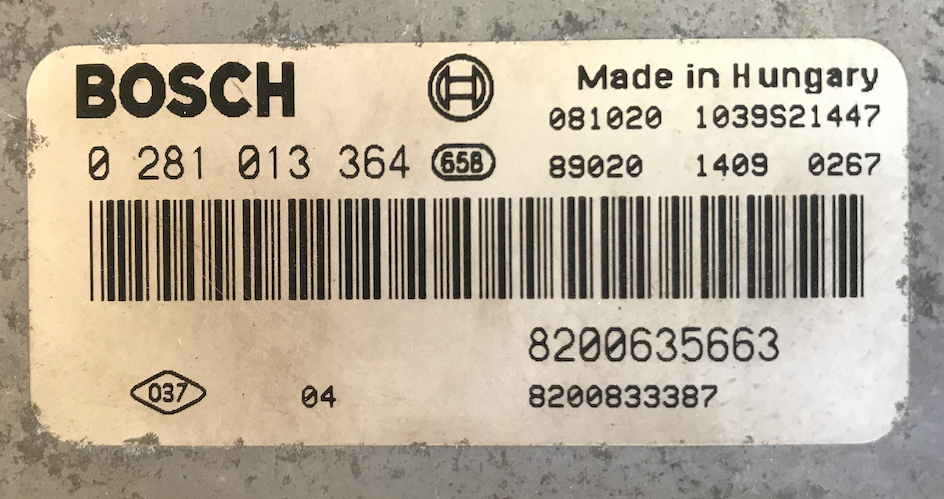 BOSCH
Made in Hungary
081020 1039S21447
0 281 013 364 658
89020 1409 0267
8200635663
037 04 8200833387